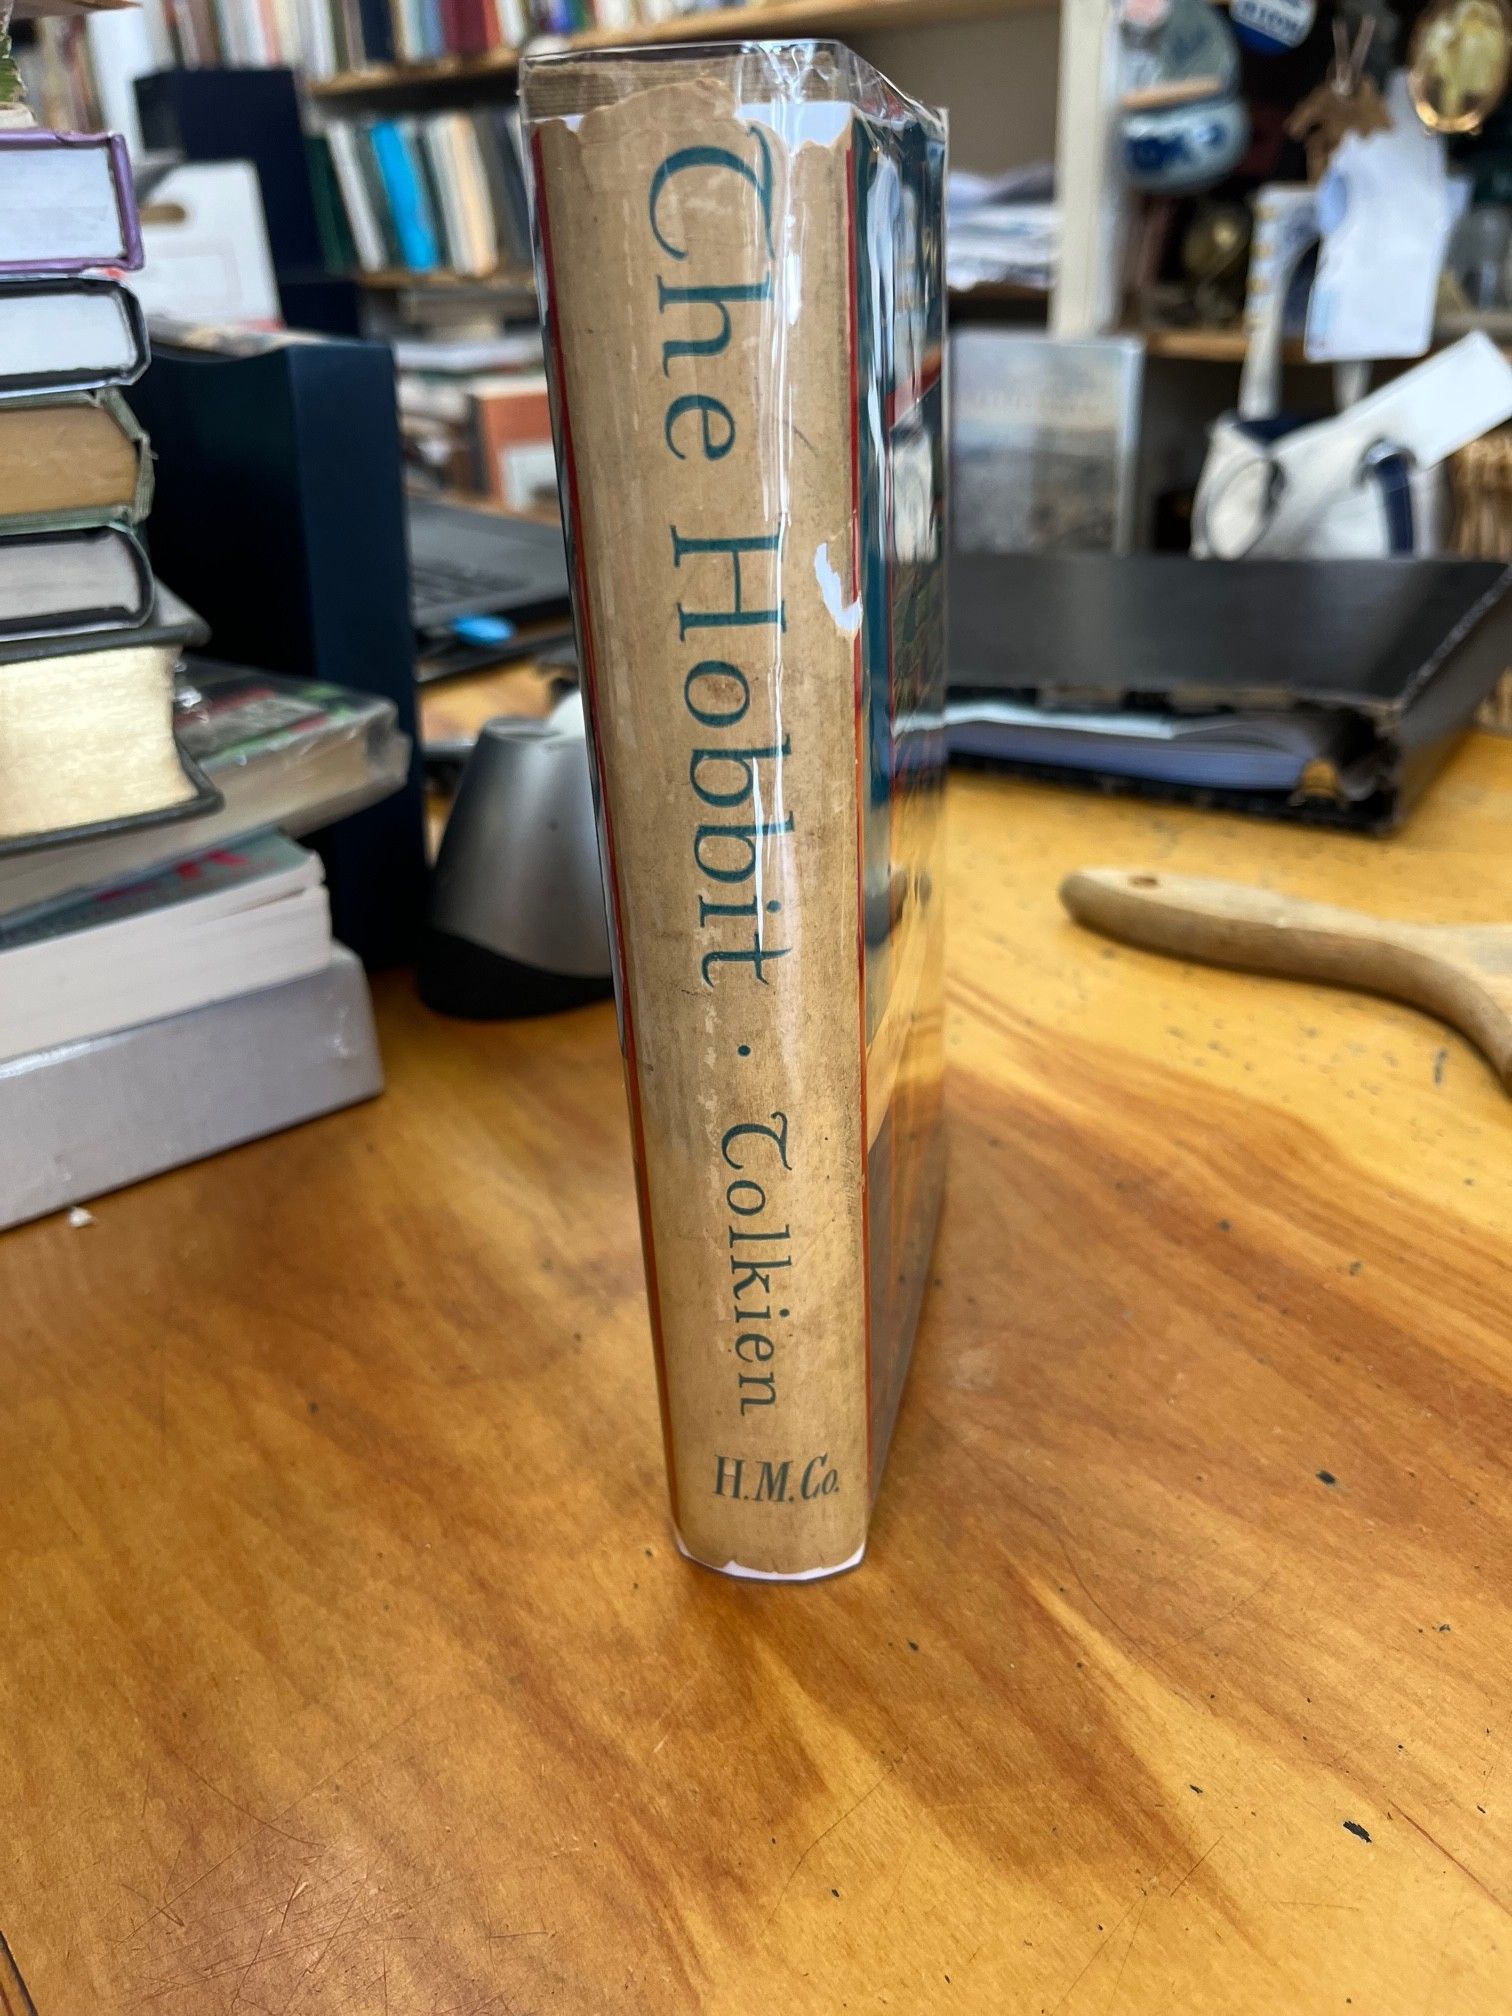 The Hobbit · Tolkien
H.M.Co.